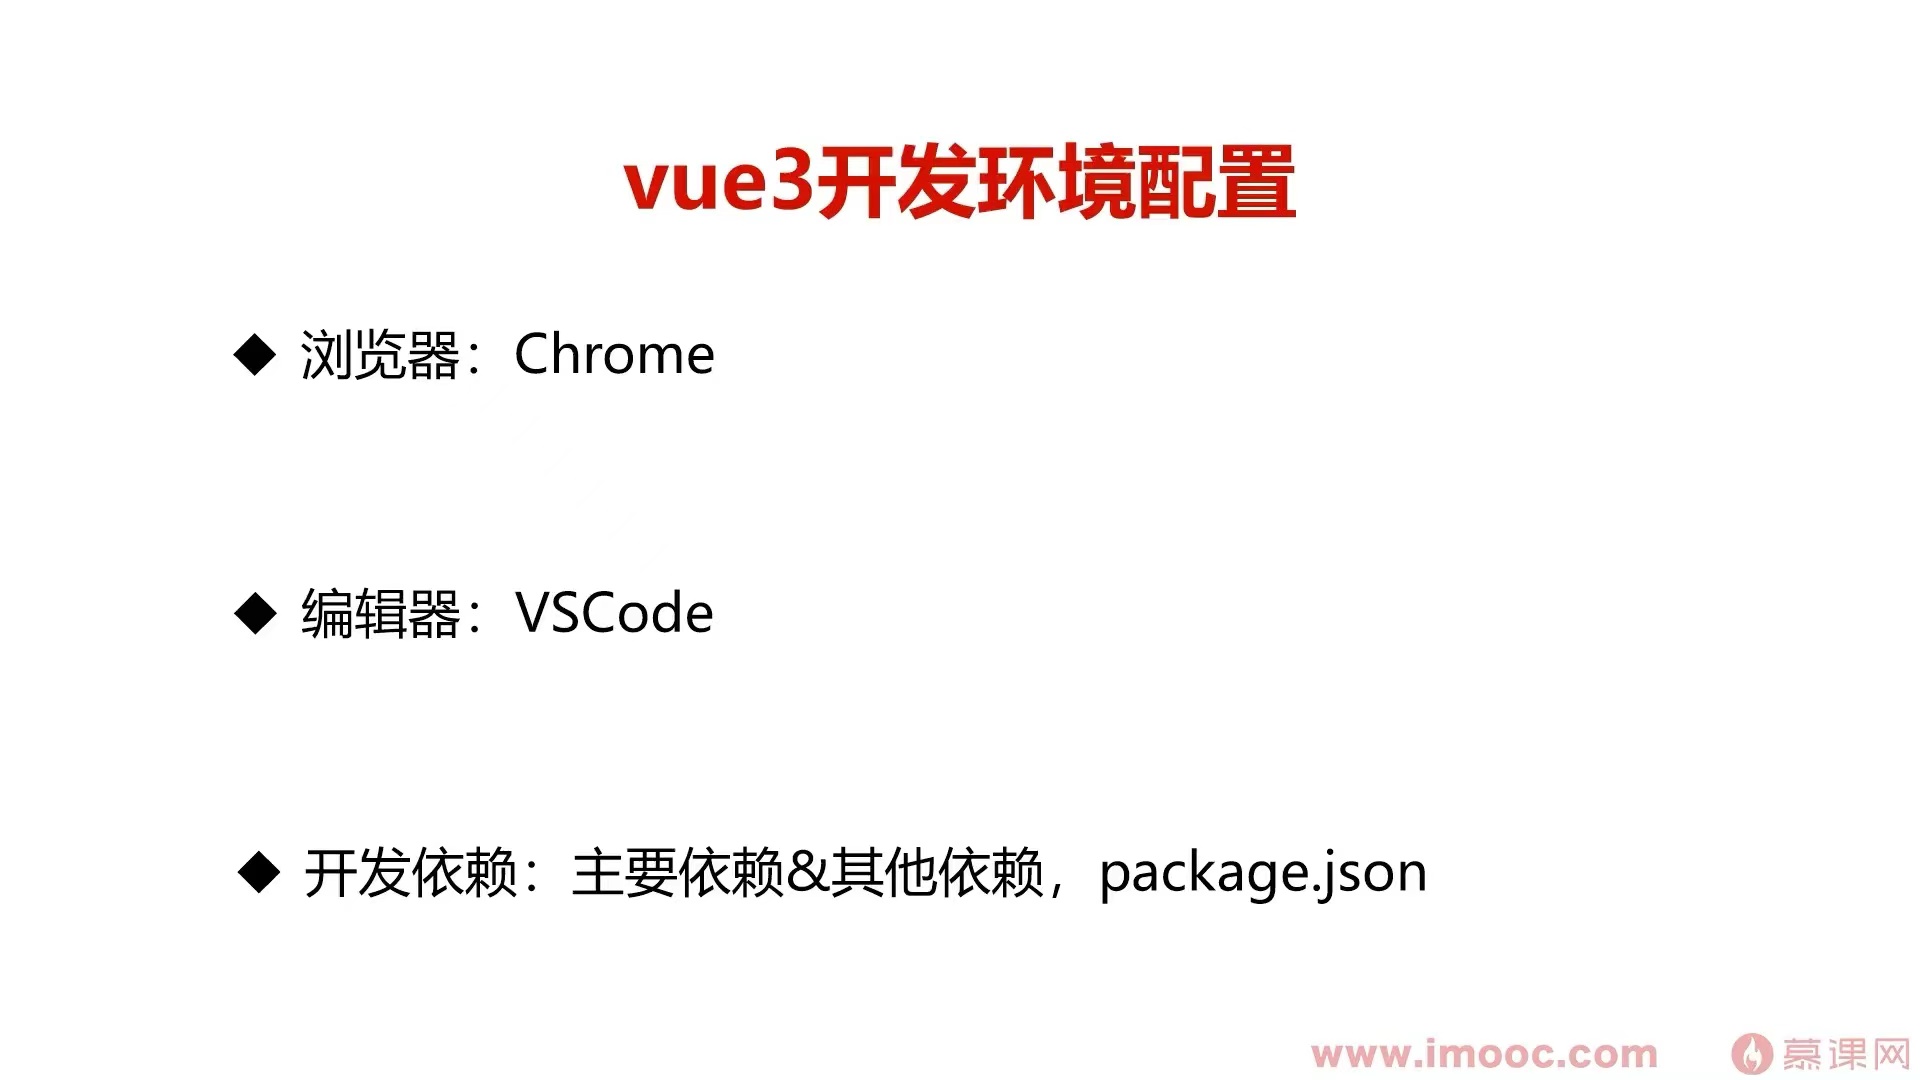 vue3开发环境配置
◆ 浏览器：Chrome
◆ 编辑器：VSCode
◆ 开发依赖：主要依赖&其他依赖，package.json
www.imooc.com 慕课网